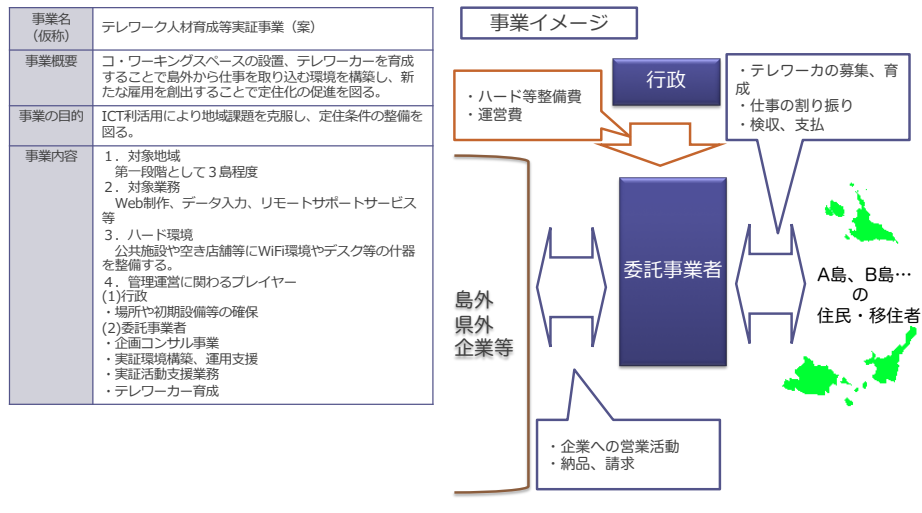 事業名
（仮称）
テレワーク人材育成等実証事業（案）
事業概要
コ・ワーキングスペースの設置、テレワーカーを育成
することで島外から仕事を取り込む環境を構築し、新
たな雇用を創出することで定住化の促進を図る。
事業の目的
ICT利活用により地域課題を克服し、定住条件の整備を
図る。
事業内容
１．対象地域
第一段階として３島程度
２．対象業務
Web制作、データ入力、リモートサポートサービス
等
３．ハード環境
公共施設や空き店舗等にWiFi環境やデスク等の什器
を整備する。
４．管理運営に関わるプレイヤー
(1)行政
・場所や初期設備等の確保
(2)委託事業者
・企画コンサル事業
・実証環境構築、運用支援
・実証活動支援業務
・テレワーカー育成
事業イメージ
・ハード等整備費
・運営費
行政
・テレワーカの募集、育
成
・仕事の割り振り
・検収、支払
島外
県外
企業等
委託事業者
A島、B島…
の
住民・移住者
・企業への営業活動
・納品、請求